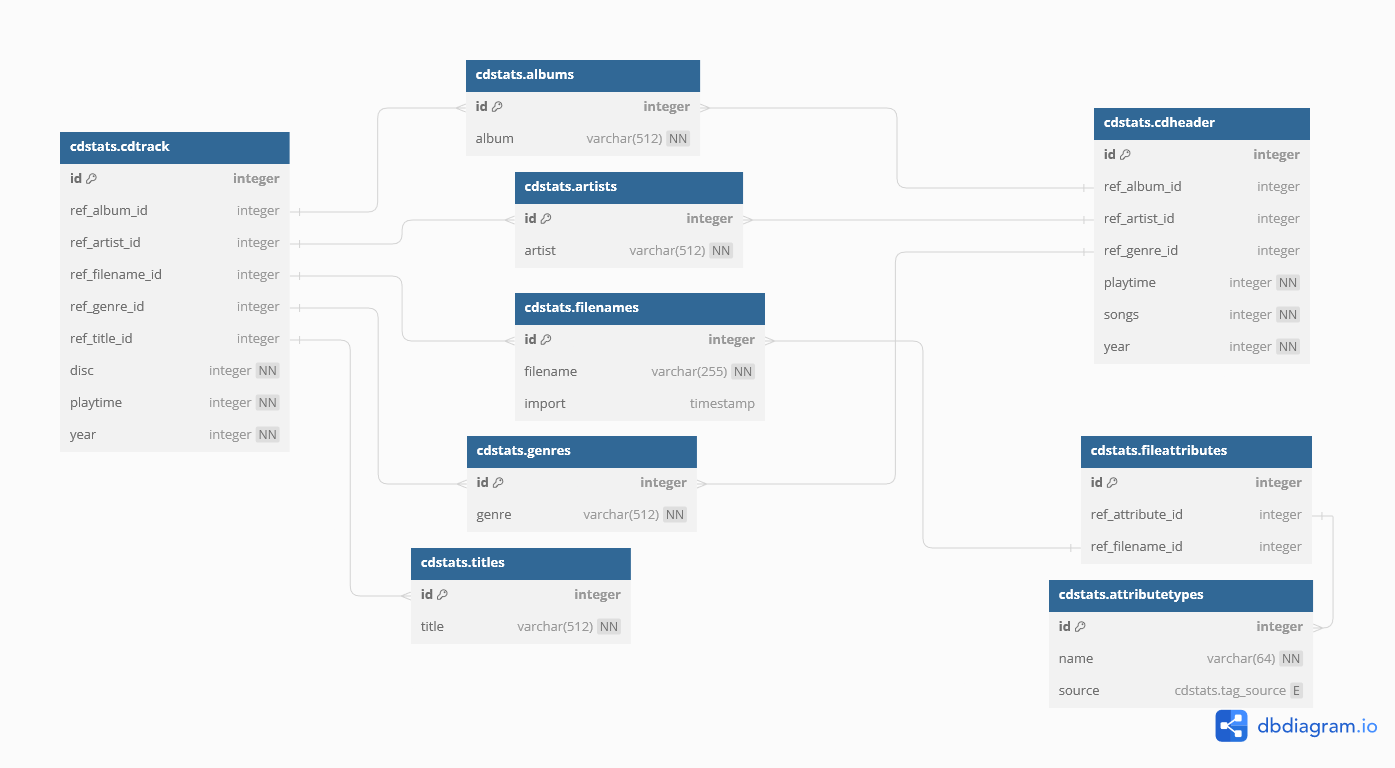 cdstats.cdtrack
id integer
ref_album_id integer
ref_artist_id integer
ref_filename_id integer
ref_genre_id integer
ref_title_id integer
disc integer NN
playtime integer NN
year integer NN
cdstats.albums
id integer
album varchar(512) NN
cdstats.artists
id integer
artist varchar(512) NN
cdstats.filenames
id integer
filename varchar(255) NN
import timestamp
cdstats.genres
id integer
genre varchar(512) NN
cdstats.titles
id integer
title varchar(512) NN
cdstats.cdheader
id integer
ref_album_id integer
ref_artist_id integer
ref_genre_id integer
playtime integer NN
songs integer NN
year integer NN
cdstats.fileattributes
id integer
ref_attribute_id integer
ref_filename_id integer
cdstats.attributetypes
id integer
name varchar(64) NN
source cdstats.tag_source E
dbdiagram.io